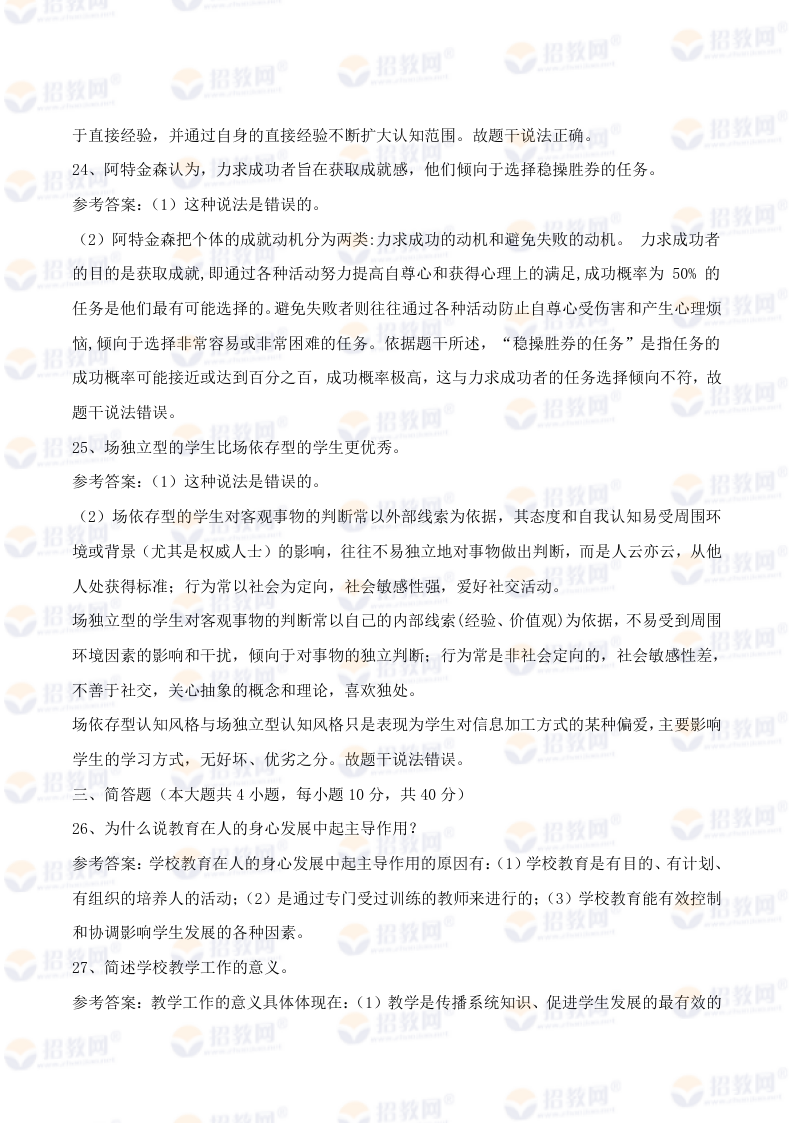 于直接经验，并通过自身的直接经验不断扩大认知范围。故题干说法正确。
24、阿特金森认为，力求成功者旨在获取成就感，他们倾向于选择稳操胜券的任务。
参考答案：（1）这种说法是错误的。
（2）阿特金森把个体的成就动机分为两类:力求成功的动机和避免失败的动机。 力求成功者
的目的是获取成就,即通过各种活动努力提高自尊心和获得心理上的满足,成功概率为 50% 的
任务是他们最有可能选择的。避免失败者则往往通过各种活动防止自尊心受伤害和产生心理烦
恼,倾向于选择非常容易或非常困难的任务。依据题干所述，“稳操胜券的任务”是指任务的
成功概率可能接近或达到百分之百，成功概率极高，这与力求成功者的任务选择倾向不符，故
题干说法错误。
25、场独立型的学生比场依存型的学生更优秀。
参考答案：（1）这种说法是错误的。
（2）场依存型的学生对客观事物的判断常以外部线索为依据，其态度和自我认知易受周围环
境或背景（尤其是权威人士）的影响，往往不易独立地对事物做出判断，而是人云亦云，从他
人处获得标准；行为常以社会为定向，社会敏感性强，爱好社交活动。
场独立型的学生对客观事物的判断常以自己的内部线索(经验、价值观)为依据，不易受到周围
环境因素的影响和干扰，倾向于对事物的独立判断；行为常是非社会定向的，社会敏感性差，
不善于社交，关心抽象的概念和理论，喜欢独处。
场依存型认知风格与场独立型认知风格只是表现为学生对信息加工方式的某种偏爱，主要影响
学生的学习方式，无好坏、优劣之分。故题干说法错误。
三、简答题（本大题共 4 小题，每小题 10 分，共 40 分）
26、为什么说教育在人的身心发展中起主导作用？
参考答案：学校教育在人的身心发展中起主导作用的原因有：（1）学校教育是有目的、有计划、
有组织的培养人的活动；（2）是通过专门受过训练的教师来进行的；（3）学校教育能有效控制
和协调影响学生发展的各种因素。
27、简述学校教学工作的意义。
参考答案：教学工作的意义具体体现在：（1）教学是传播系统知识、促进学生发展的最有效的